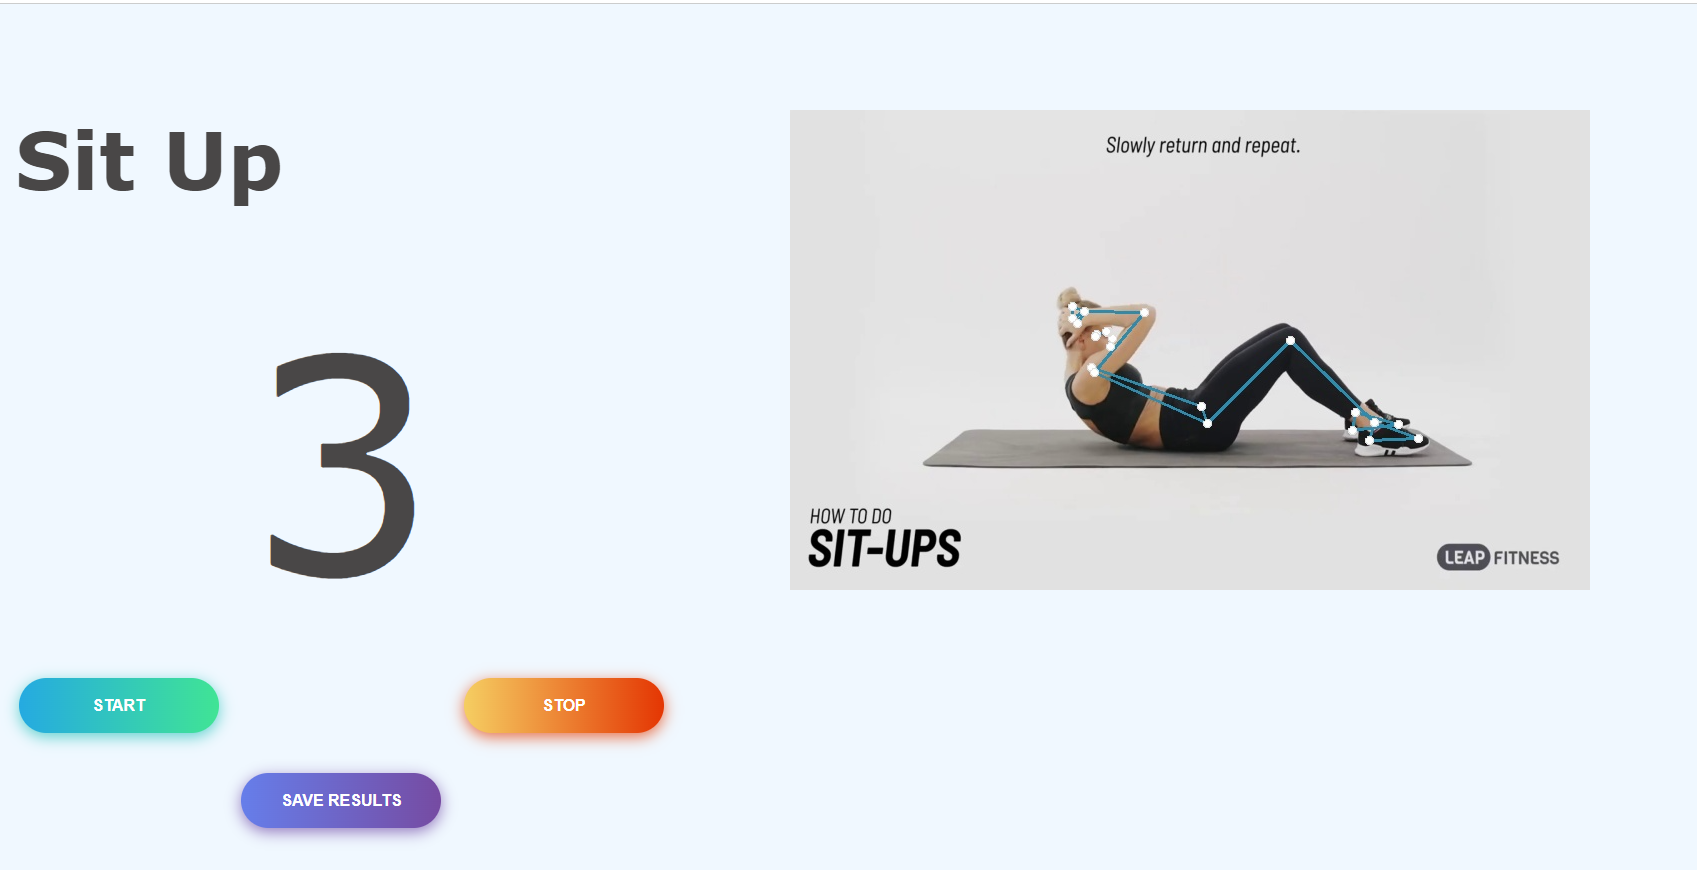 Sit Up
3
START
STOP
SAVE RESULTS
Slowly return and repeat.
HOW TO DO
SIT-UPS
LEAP FITNESS